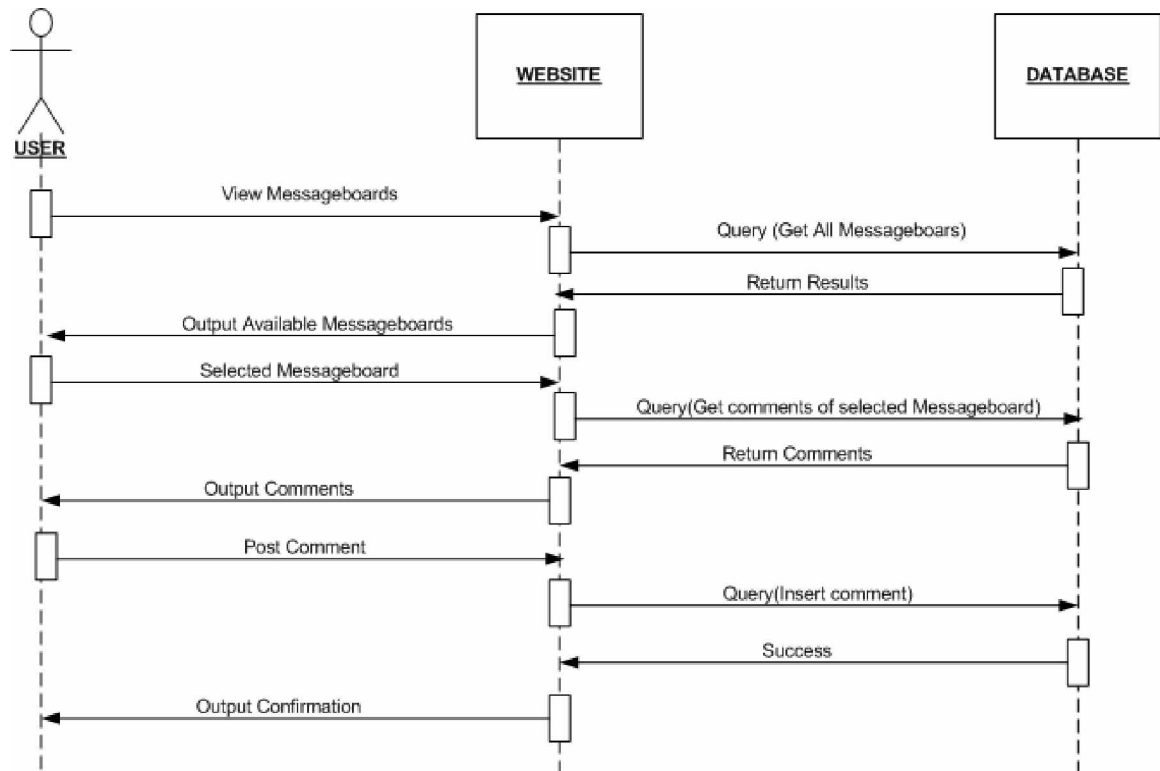 WEBSITE
DATABASE
USER
View Messageboards
Query (Get All Messageboars)
Return Results
Output Available Messageboards
Selected Messageboard
Query(Get comments of selected Messageboard)
Return Comments
Output Comments
Post Comment
Query(Insert comment)
Success
Output Confirmation